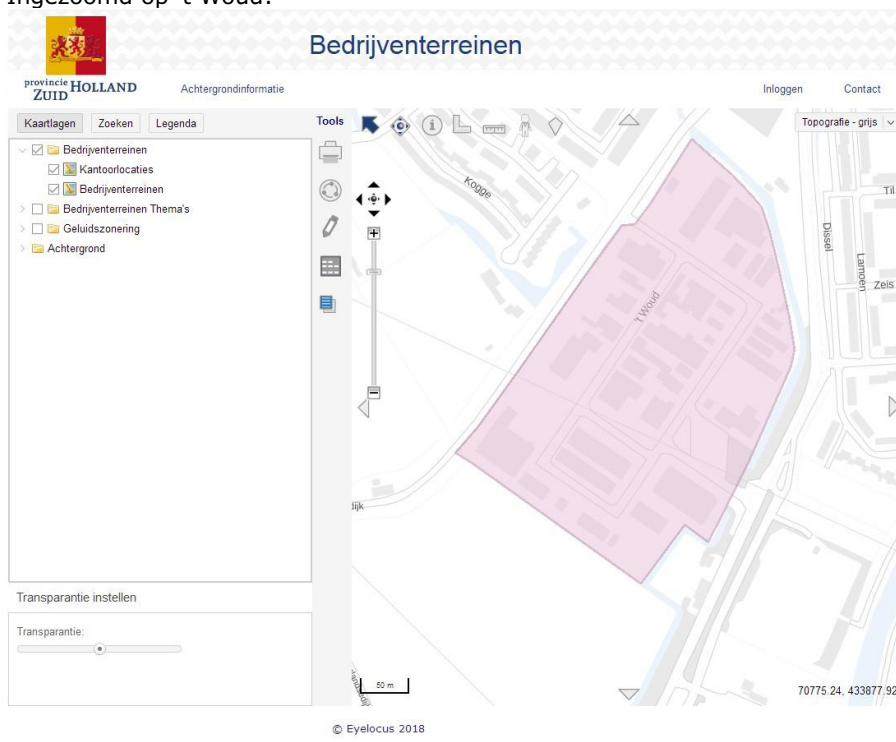 Ingezoomd op 't Woud:
Bedrijventerreinen
provincie HOLLAND
ZUID
Achtergrondinformatie
Inloggen
Contact
Kaartlagen
Zoeken
Legenda
Tools
Topografie - grijs
Bedrijventerreinen
Kantoorlocaties
Bedrijventerreinen
Bedrijventerreinen Thema's
Geluidszonering
Achtergrond
Kogge
Til
Dissel
Lamoen
Zeis
't Woud
dijk
Transparantie instellen
Transparantie:
50 m
70775.24, 433877.92
© Eyelocus 2018